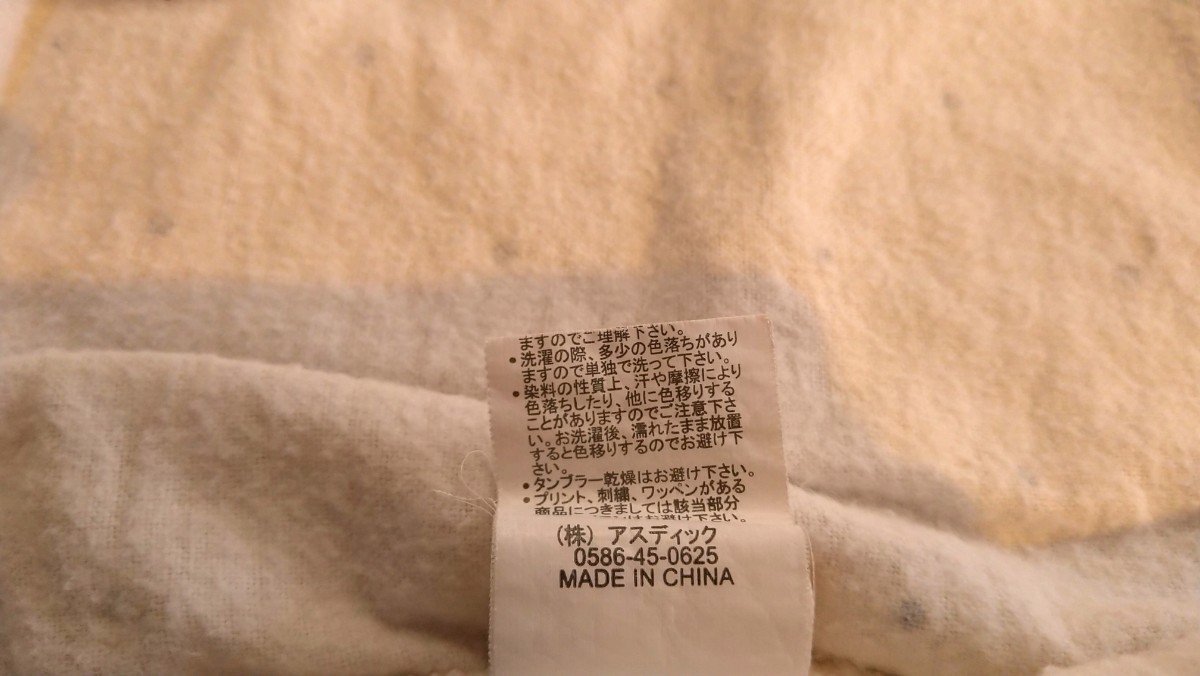 ますのでご理解下さい。
•洗濯の際、多少の色落ちがあり
ますので単独で洗って下さい。
•染料の性質上、汗や摩擦により
色落ちしたり、他に色移りする
ことがありますのでご注意下さ
い。お洗濯後、濡れたまま放置
すると色移りするのでお避け下
さい。
•タンブラー乾燥はお避け下さい。
•プリント、刺繍、ワッペンがある
商品につきましては該当部分
はお避け下さい。
(株) アスディック
0586-45-0625
MADE IN CHINA